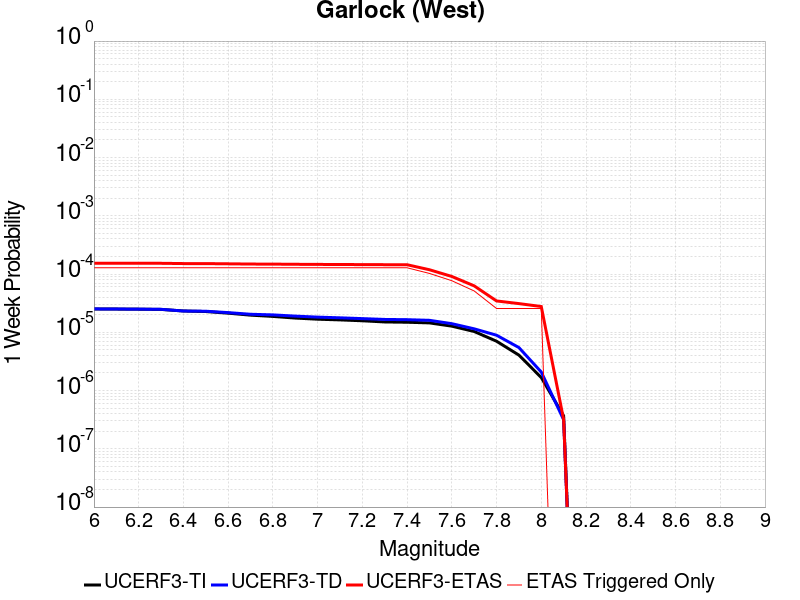 Garlock (West)
10^0
10^-1
10^-2
10^-3
10^-4
10^-5
10^-6
10^-7
10^-8
1 Week Probability
6 6.2 6.4 6.6 6.8 7 7.2 7.4 7.6 7.8 8 8.2 8.4 8.6 8.8 9
Magnitude
UCERF3-TI UCERF3-TD UCERF3-ETAS ETAS Triggered Only